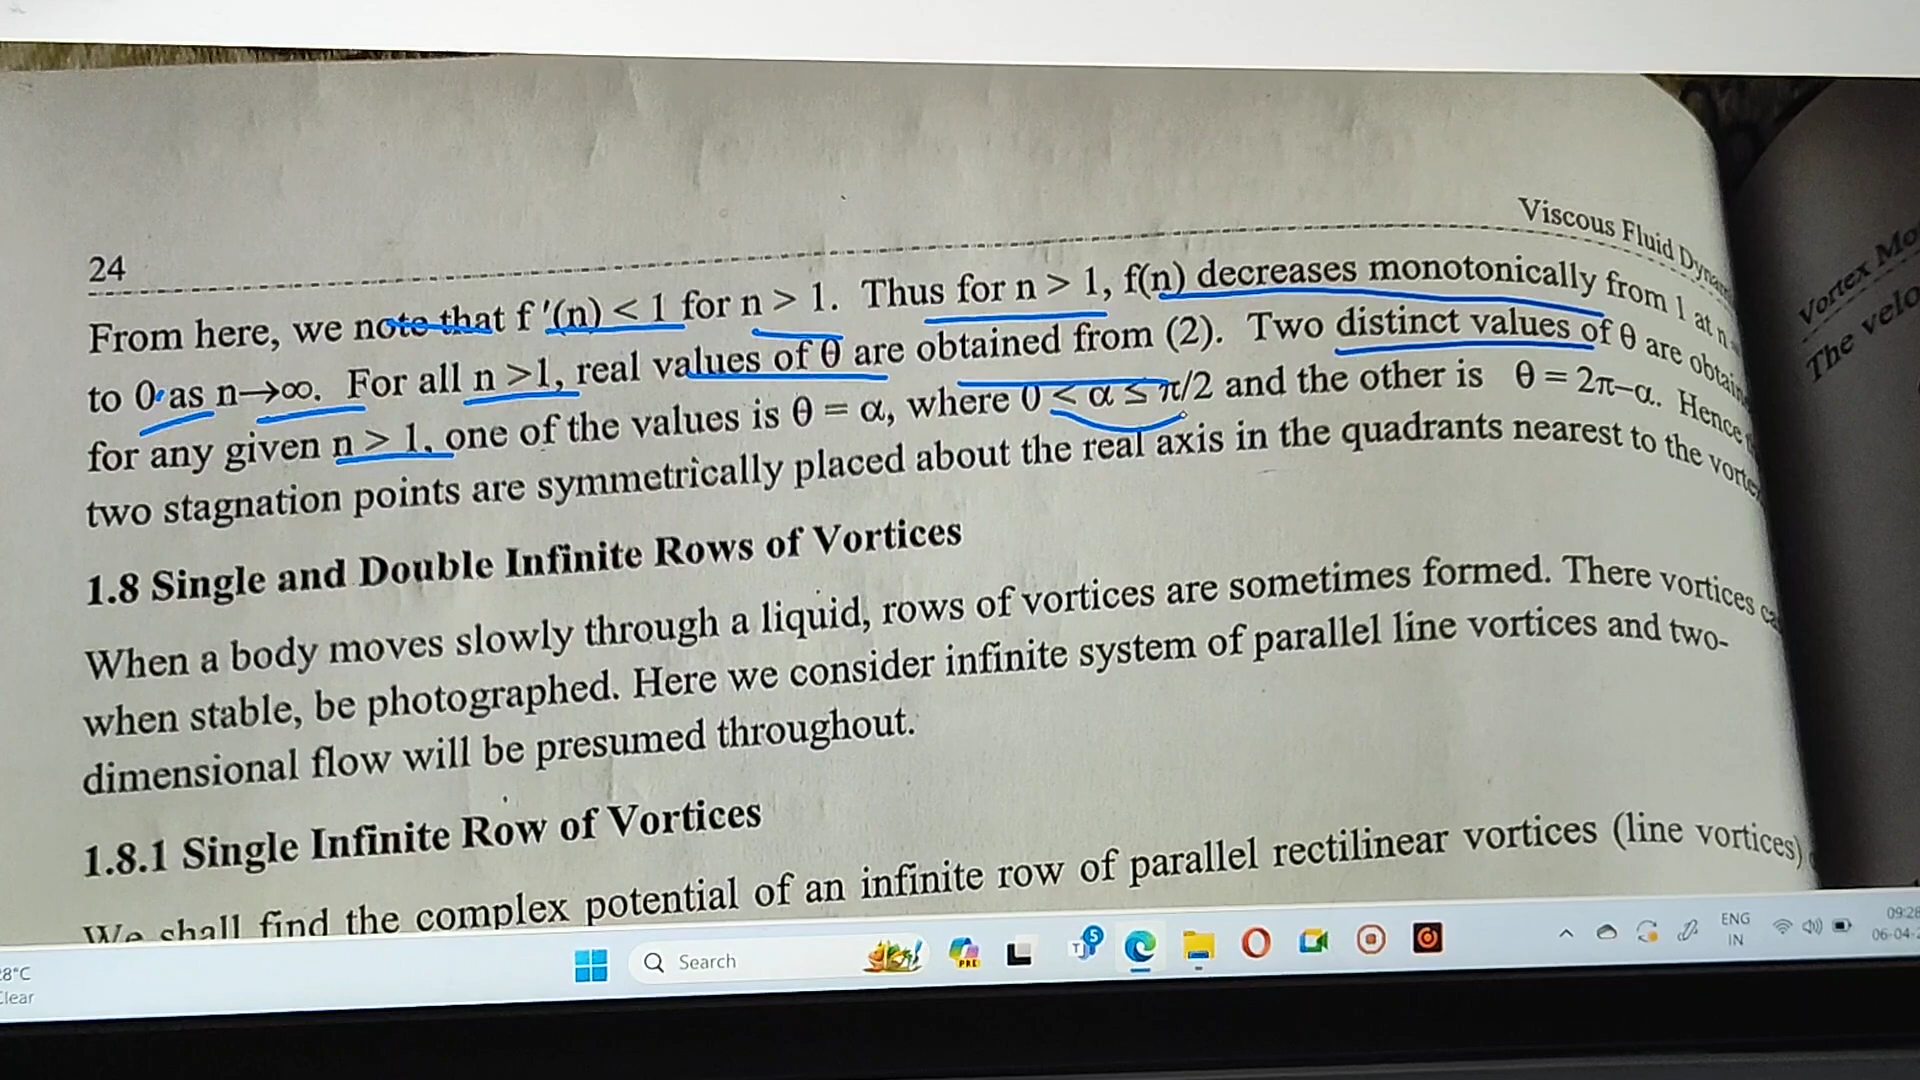 Viscous Fluid
24
From here, we note that f '(n) < 1 for n > 1. Thus for n > 1, f(n) decreases monotonically from 1 at n
to 0 as n→∞. For all n >1, real values of θ are obtained from (2). Two distinct values of θ are
for any given n > 1, one of the values is θ = α, where 0 < α ≤ π/2 and the other is θ = 2π–α. Hence
two stagnation points are symmetrically placed about the real axis in the quadrants nearest to the
1.8 Single and Double Infinite Rows of Vortices
When a body moves slowly through a liquid, rows of vortices are sometimes formed. There vortices
when stable, be photographed. Here we consider infinite system of parallel line vortices and two-
dimensional flow will be presumed throughout.
1.8.1 Single Infinite Row of Vortices
We shall find the complex potential of an infinite row of parallel rectilinear vortices (line vortices)
Vortex
The
8°C
Clear
Search
PRE
5
ENG
IN
09:28
06-04-